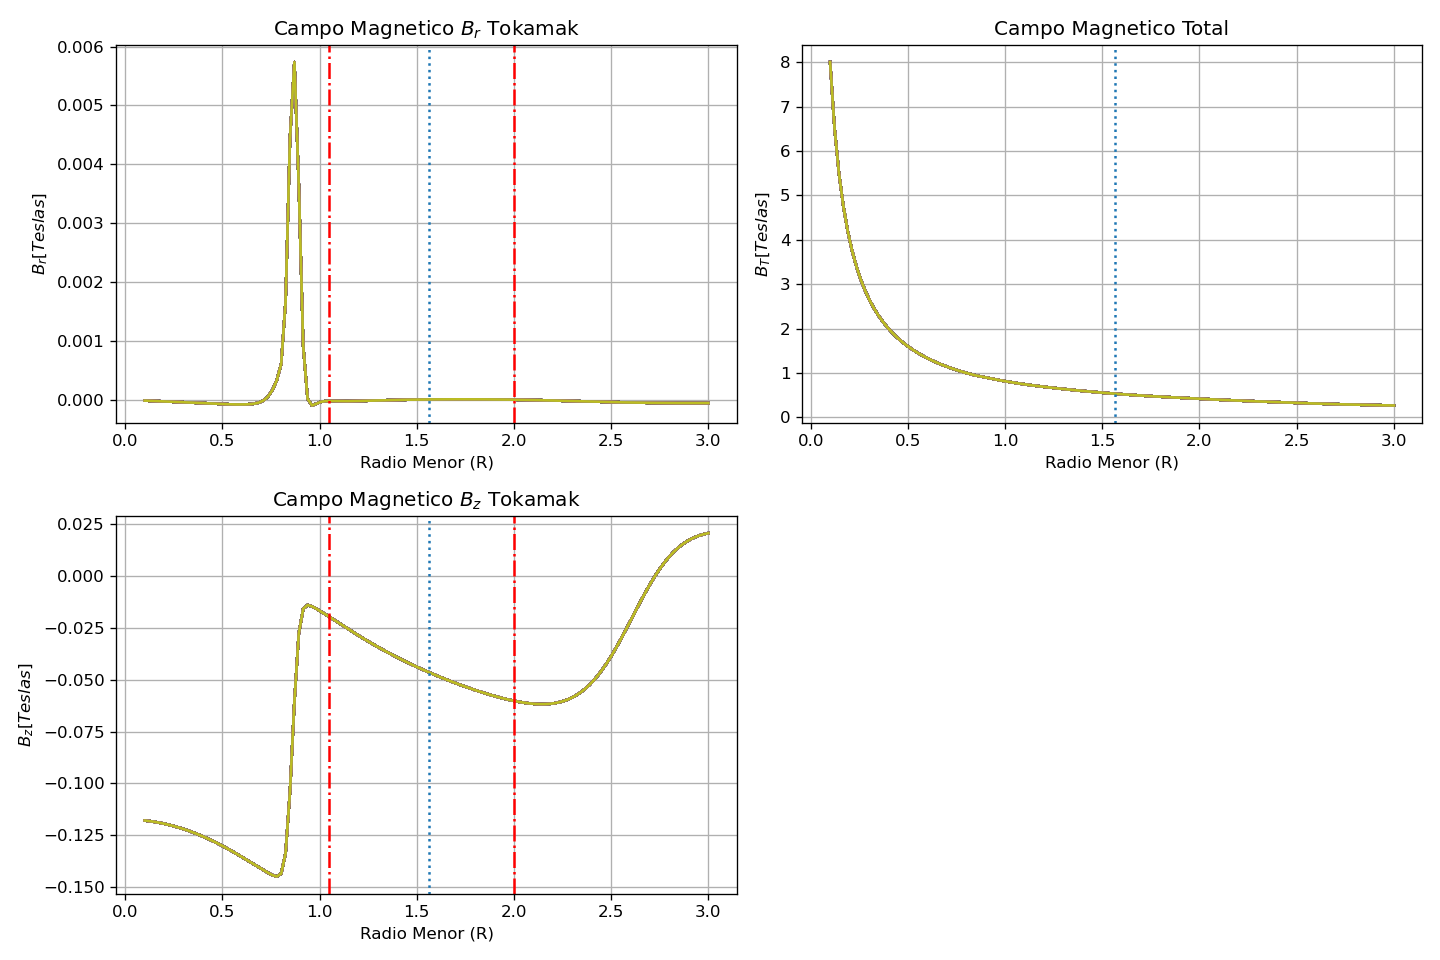 Campo Magnetico B_r Tokamak
0.006
0.005
0.004
0.003
0.002
0.001
0.000
B_r[Teslas]
0.0 0.5 1.0 1.5 2.0 2.5 3.0
Radio Menor (R)
Campo Magnetico Total
8
7
6
5
4
3
2
1
0
B_T[Teslas]
0.0 0.5 1.0 1.5 2.0 2.5 3.0
Radio Menor (R)
Campo Magnetico B_z Tokamak
0.025
0.000
−0.025
−0.050
−0.075
−0.100
−0.125
−0.150
B_z[Teslas]
0.0 0.5 1.0 1.5 2.0 2.5 3.0
Radio Menor (R)